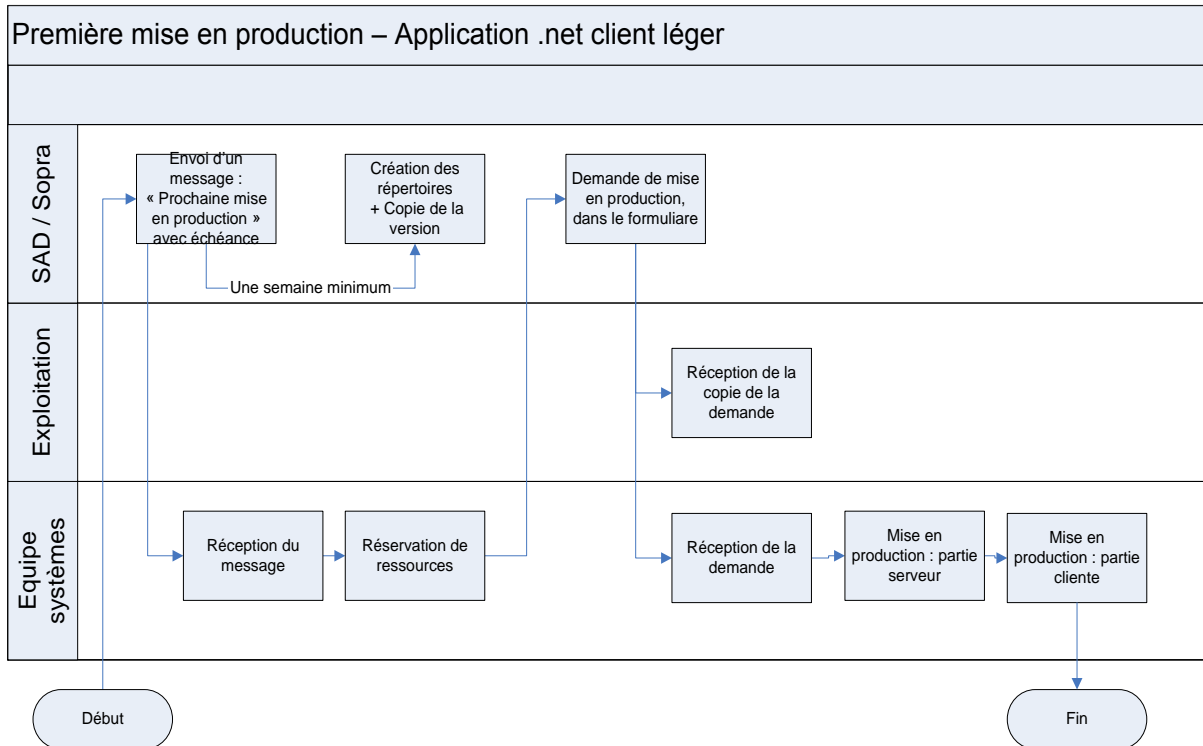 Première mise en production – Application .net client léger
SAD / Sopra
Envoi d'un
message :
« Prochaine mise
en production »
avec échéance
Création des
répertoires
+ Copie de la
version
Demande de mise
en production,
dans le formuliare
Une semaine minimum
Exploitation
Réception de la
copie de la
demande
Equipe
systèmes
Réception du
message
Réservation de
ressources
Réception de la
demande
Mise en
production : partie
serveur
Mise en
production : partie
cliente
Début
Fin